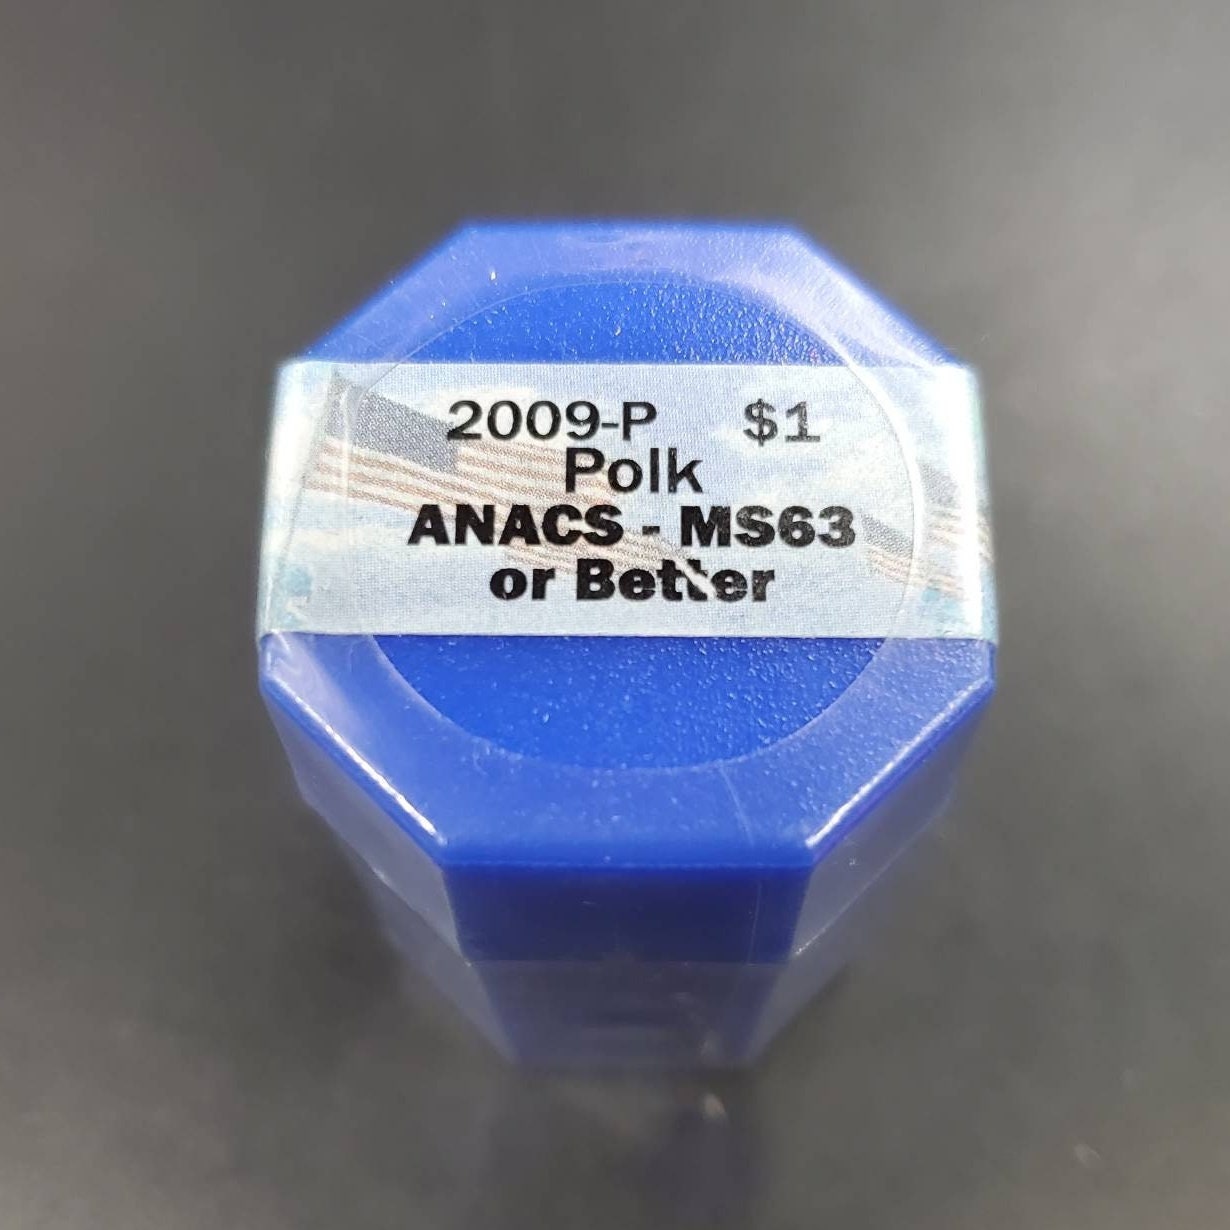 2009-P $1
Polk
ANACS - MS63
or Better